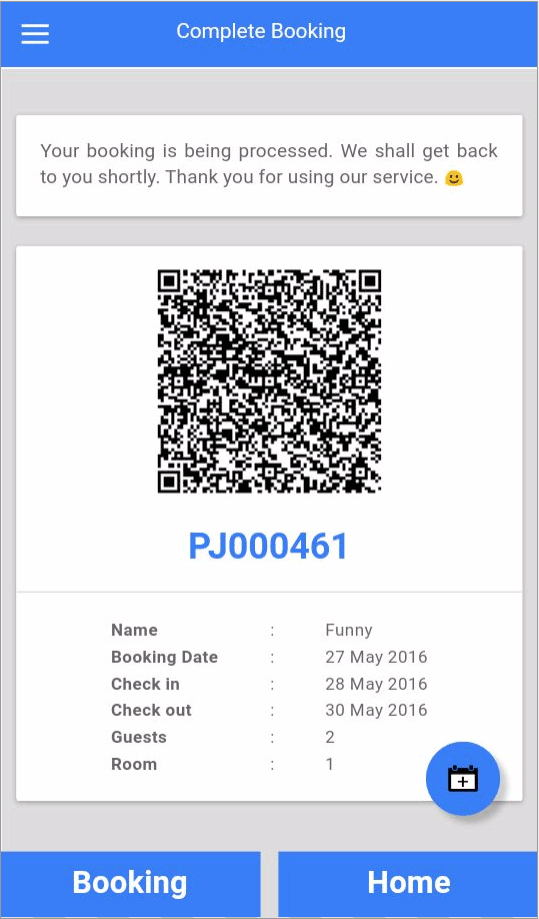 Complete Booking
Your booking is being processed. We shall get back
to you shortly. Thank you for using our service. 😃
PJ000461
Name : Funny
Booking Date : 27 May 2016
Check in : 28 May 2016
Check out : 30 May 2016
Guests : 2
Room : 1
Booking
Home